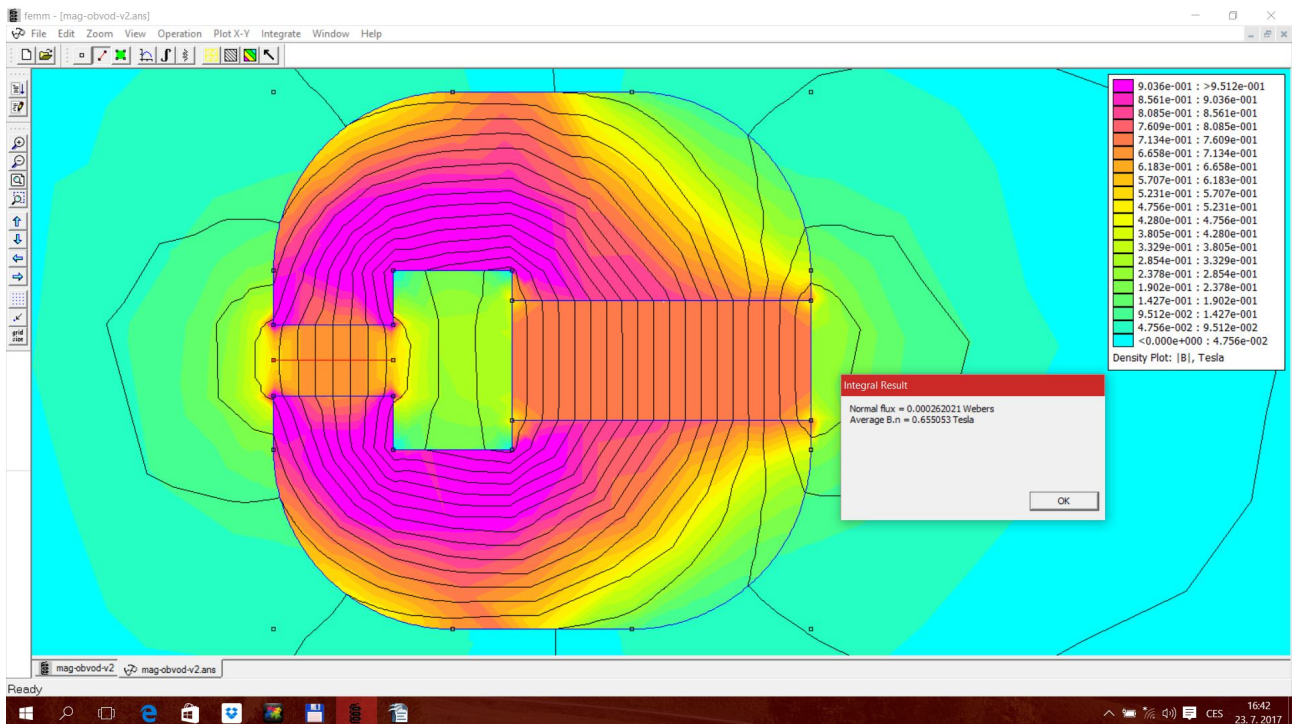 femm - [mag-obvod-v2.ans]
File Edit Zoom View Operation Plot X-Y Integrate Window Help
grid
size
9.036e-001 : >9.512e-001
8.561e-001 : 9.036e-001
8.085e-001 : 8.561e-001
7.609e-001 : 8.085e-001
7.134e-001 : 7.609e-001
6.658e-001 : 7.134e-001
6.183e-001 : 6.658e-001
5.707e-001 : 6.183e-001
5.231e-001 : 5.707e-001
4.756e-001 : 5.231e-001
4.280e-001 : 4.756e-001
3.805e-001 : 4.280e-001
3.329e-001 : 3.805e-001
2.854e-001 : 3.329e-001
2.378e-001 : 2.854e-001
1.902e-001 : 2.378e-001
1.427e-001 : 1.902e-001
9.512e-002 : 1.427e-001
4.756e-002 : 9.512e-002
<0.000e+000 : 4.756e-002
Density Plot: |B|, Tesla
Integral Result
Normal flux = 0.000262021 Webers
Average B.n = 0.655053 Tesla
OK
mag-obvod-v2 mag-obvod-v2.ans
Ready
CES
16:42
23. 7. 2017